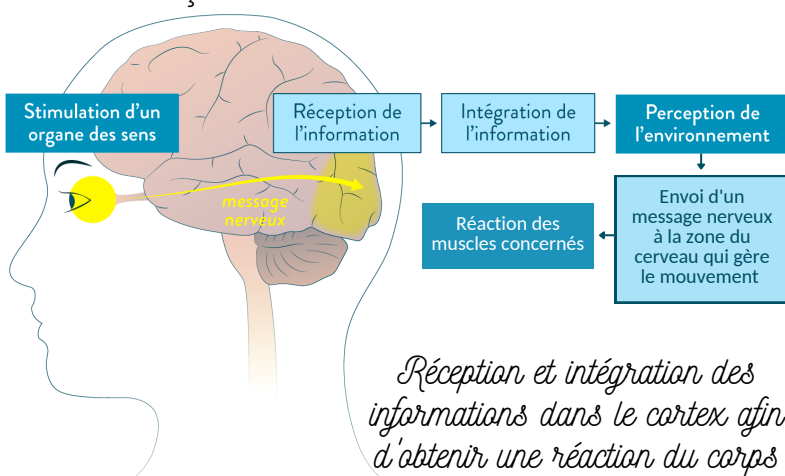 Stimulation d'un
organe des sens
Réception de
l'information
Intégration de
l'information
Perception de
l'environnement
message
nerveux
Envoi d'un
message nerveux
à la zone du
cerveau qui gère
le mouvement
Réaction des
muscles concernés
Réception et intégration des
informations dans le cortex afin
d'obtenir une réaction du corps